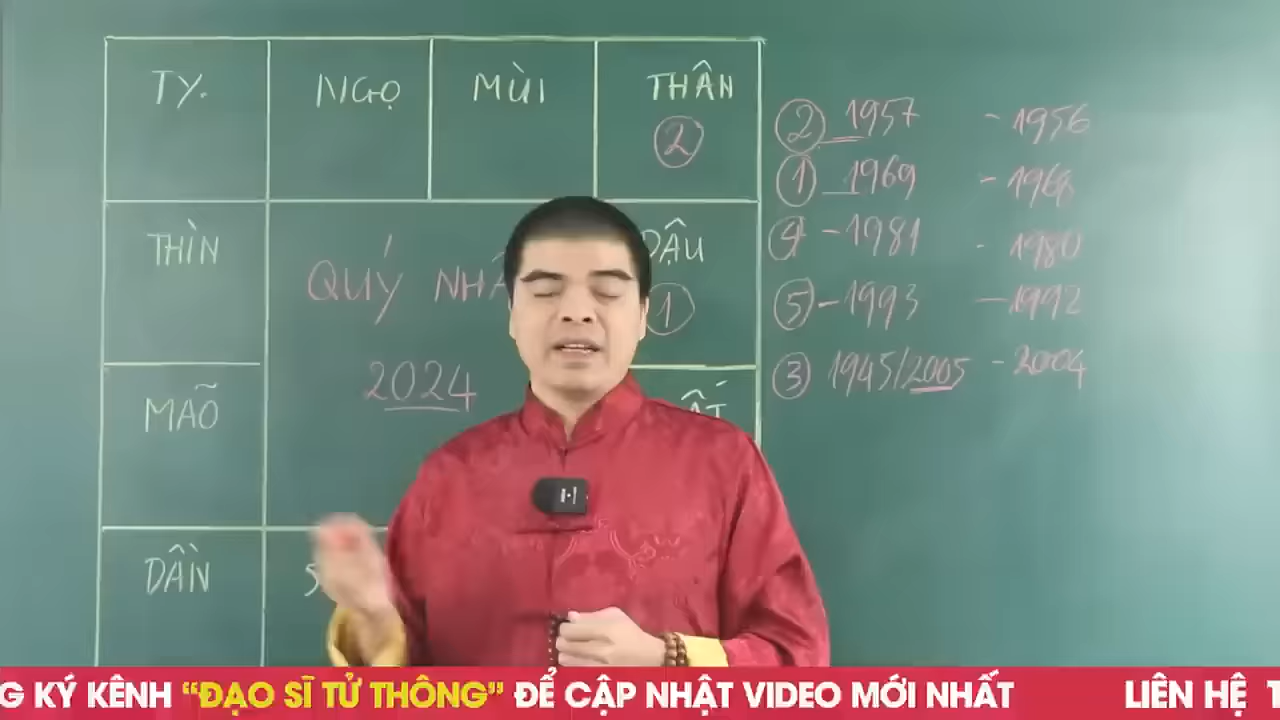 TY. NGỌ MÙI THÂN
②
② 1957 - 1956
① 1969 - 1968
④ - 1981 - 1980
⑤ - 1993 - 1992
③ 1945/2005 - 2004
THÌN QUÝ DẬU
①
2024
MÃO
DẦN
G KÝ KÊNH “ĐẠO SĨ TỬ THÔNG” ĐỂ CẬP NHẬT VIDEO MỚI NHẤT LIÊN HỆ